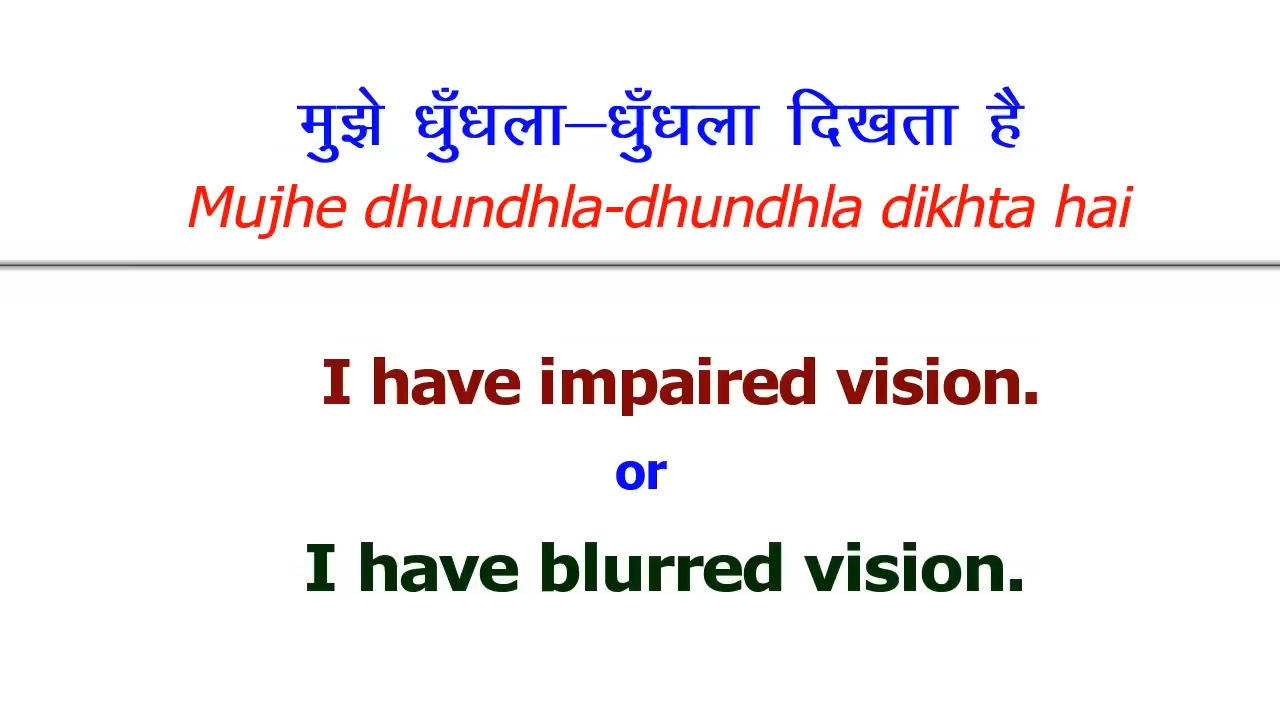 मुझे धुँधला–धुँधला दिखता है
Mujhe dhundhla-dhundhla dikhta hai
I have impaired vision.
or
I have blurred vision.